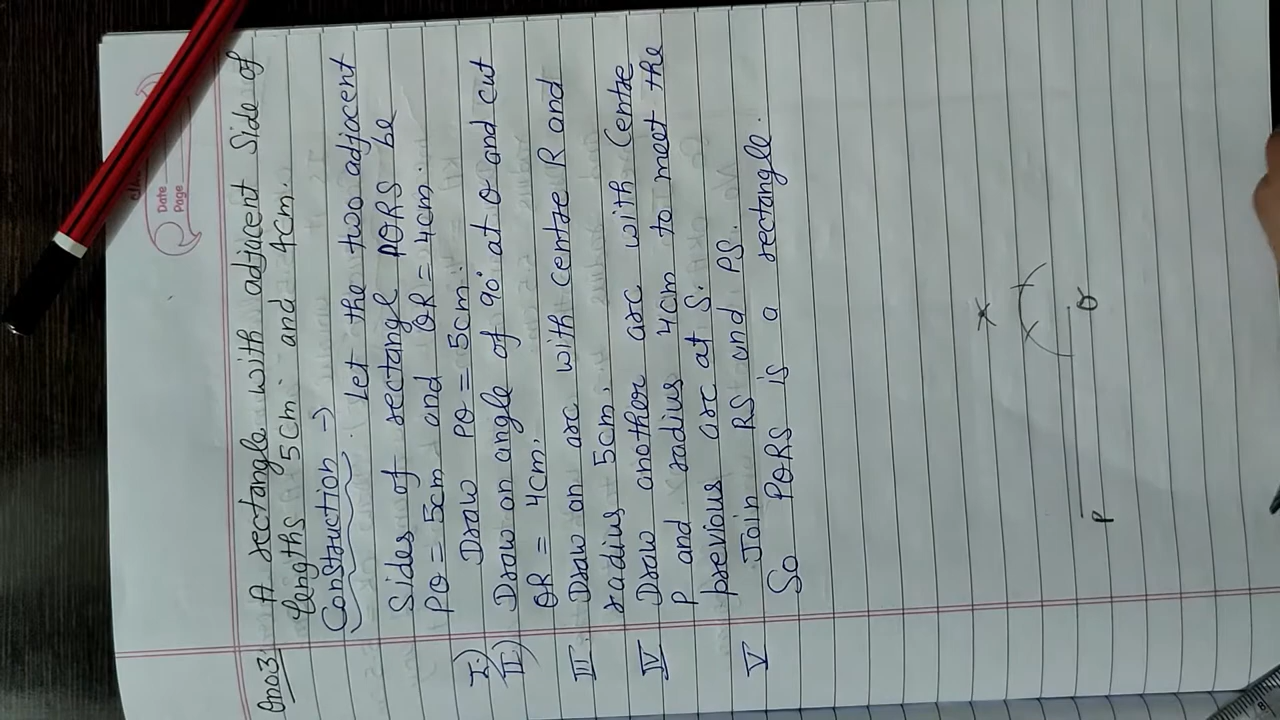 Date
Page
Qno3. A rectangle with adjacent side of
lengths 5cm. and 4cm.
Construction →
Let the two adjacent
Sides of rectangl PQRS be
PQ = 5cm and QR = 4cm.
I.) Draw PQ = 5cm.
II.) Draw an angle of 90° at Q and cut
QR = 4cm.
III. Draw an arc with centre R and
radius 5cm.
IV Draw another arc with Centre
P and radius 4cm to meet the
previous arc at S.
V Join RS and PS.
So PQRS is a rectangle.
P Q